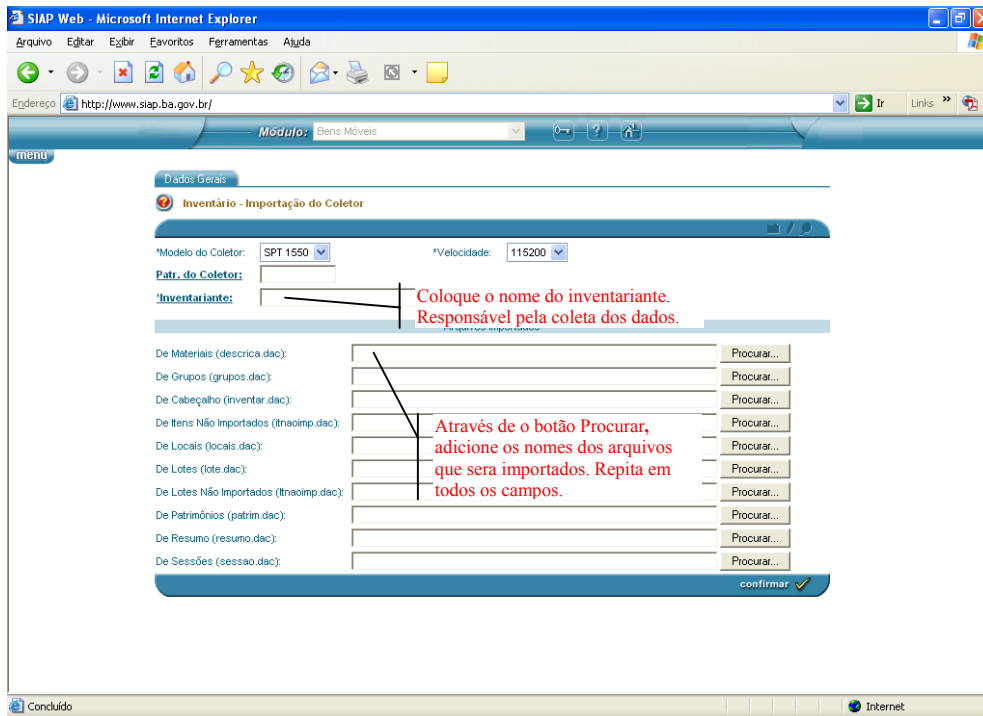 SIAP Web - Microsoft Internet Explorer
Arquivo Editar Exibir Favoritos Ferramentas Ajuda
Endereço http://www.siap.ba.gov.br/ Ir Links »
Módulo: Bens Móveis
menu
Dados Gerais
Inventário - Importação do Coletor
*Modelo do Coletor: SPT 1550 *Velocidade: 115200
Patr. do Coletor:
*Inventariante:
Coloque o nome do inventariante.
Responsável pela coleta dos dados.
Arquivos Importados
De Materiais (descrica.dac): Procurar...
De Grupos (grupos.dac): Procurar...
De Cabeçalho (inventar.dac): Procurar...
De Itens Não Importados (itnaoimp.dac): Procurar...
De Locais (locais.dac): Procurar...
De Lotes (lote.dac): Procurar...
De Lotes Não Importados (ltnaoimp.dac): Procurar...
De Patrimônios (patrim.dac): Procurar...
De Resumo (resumo.dac): Procurar...
De Sessões (sessao.dac): Procurar...
Através de o botão Procurar,
adicione os nomes dos arquivos
que sera importados. Repita em
todos os campos.
confirmar
Concluído Internet